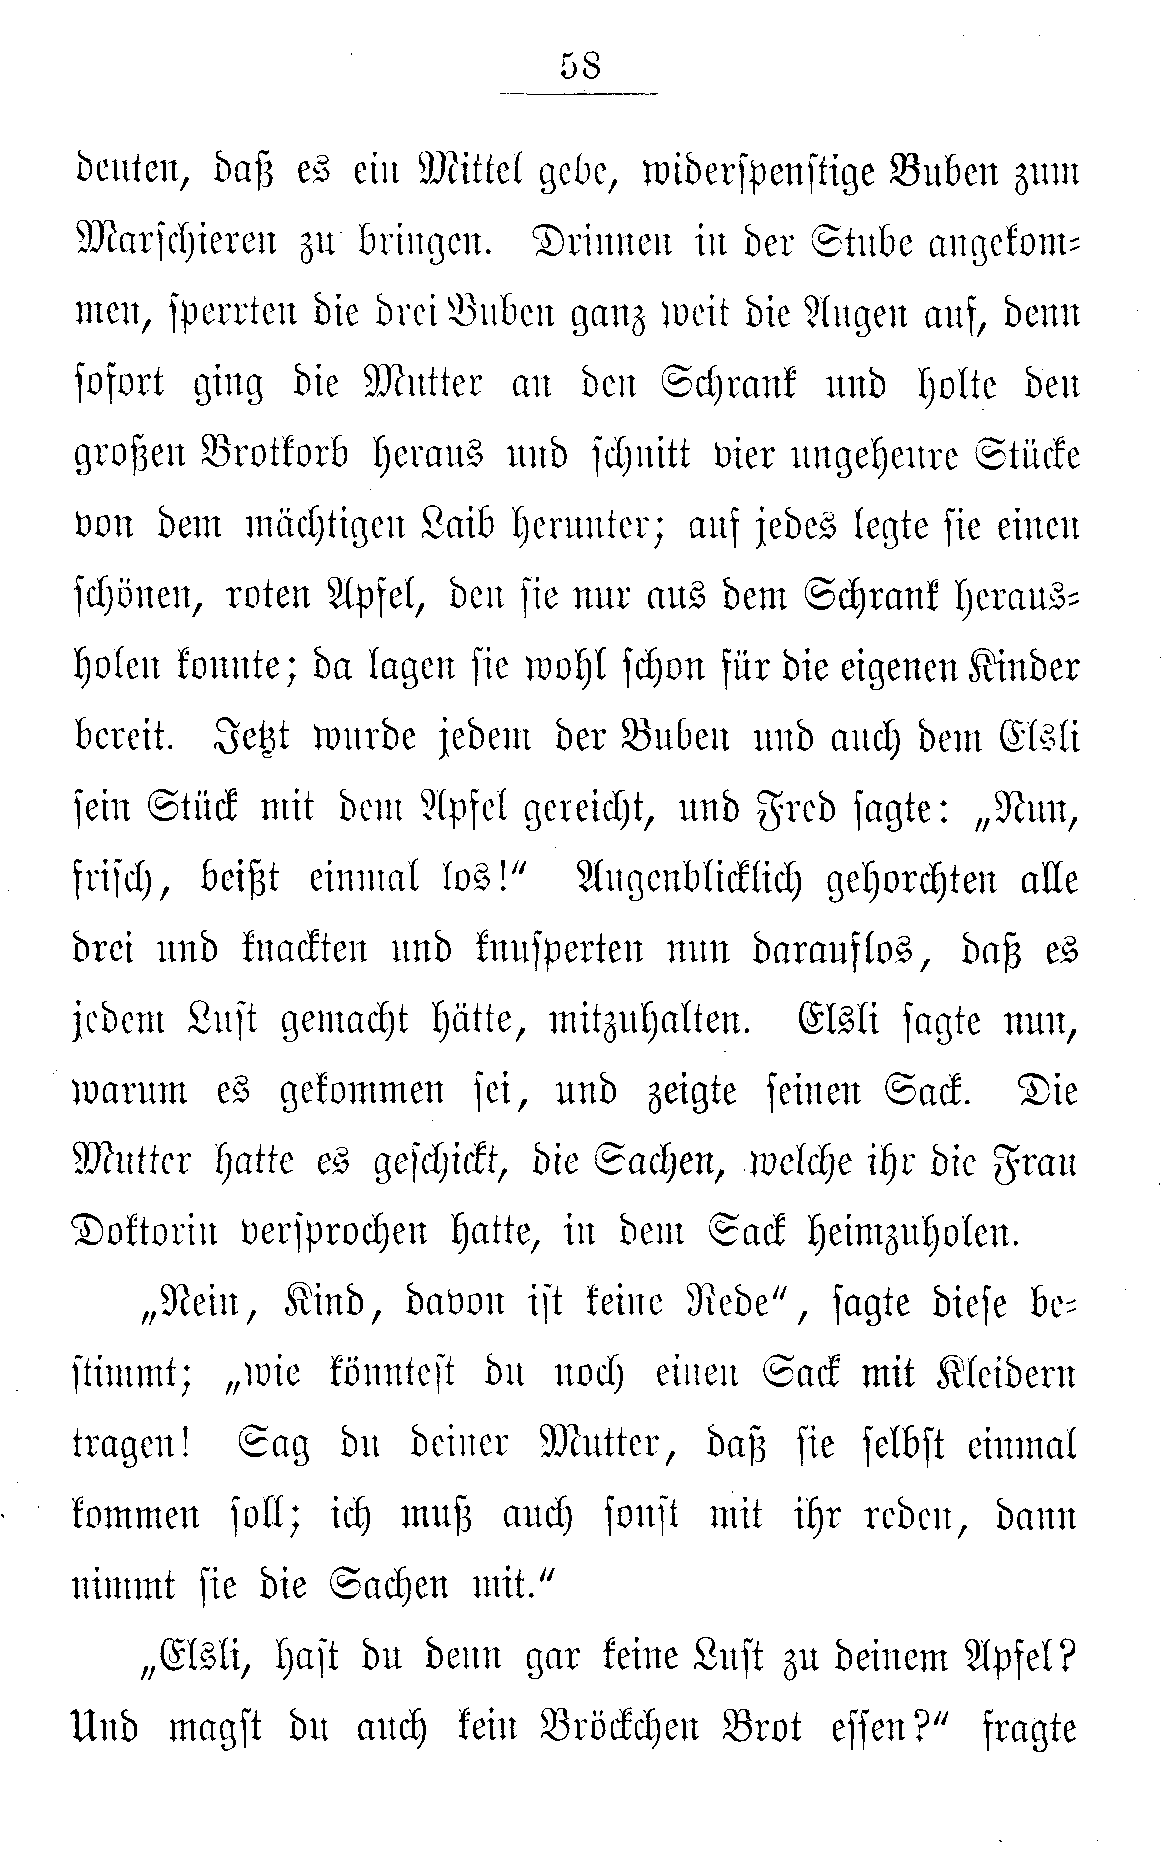 58
deuten, daß es ein Mittel gebe, widerspenstige Buben zum
Marschieren zu bringen. Drinnen in der Stube angekom-
men, sperrten die drei Buben ganz weit die Augen auf, denn
sofort ging die Mutter an den Schrank und holte den
großen Brotkorb heraus und schnitt vier ungeheure Stücke
von dem mächtigen Laib herunter; auf jedes legte sie einen
schönen, roten Apfel, den sie nur aus dem Schrank heraus-
holen konnte; da lagen sie wohl schon für die eigenen Kinder
bereit. Jetzt wurde jedem der Buben und auch dem Elsli
sein Stück mit dem Apfel gereicht, und Fred sagte: „Nun,
frisch, beißt einmal los!" Augenblicklich gehorchten alle
drei und knackten und knusperten nun darauflos, daß es
jedem Lust gemacht hätte, mitzuhalten. Elsli sagte nun,
warum es gekommen sei, und zeigte seinen Sack. Die
Mutter hatte es geschickt, die Sachen, welche ihr die Frau
Doktorin versprochen hatte, in dem Sack heimzuholen.
„Nein, Kind, davon ist keine Rede", sagte diese be-
stimmt; „wie könntest du noch einen Sack mit Kleidern
tragen! Sag du deiner Mutter, daß sie selbst einmal
kommen soll; ich muß auch sonst mit ihr reden, dann
nimmt sie die Sachen mit."
„Elsli, hast du denn gar keine Lust zu deinem Apfel?
Und magst du auch kein Bröckchen Brot essen?" fragte